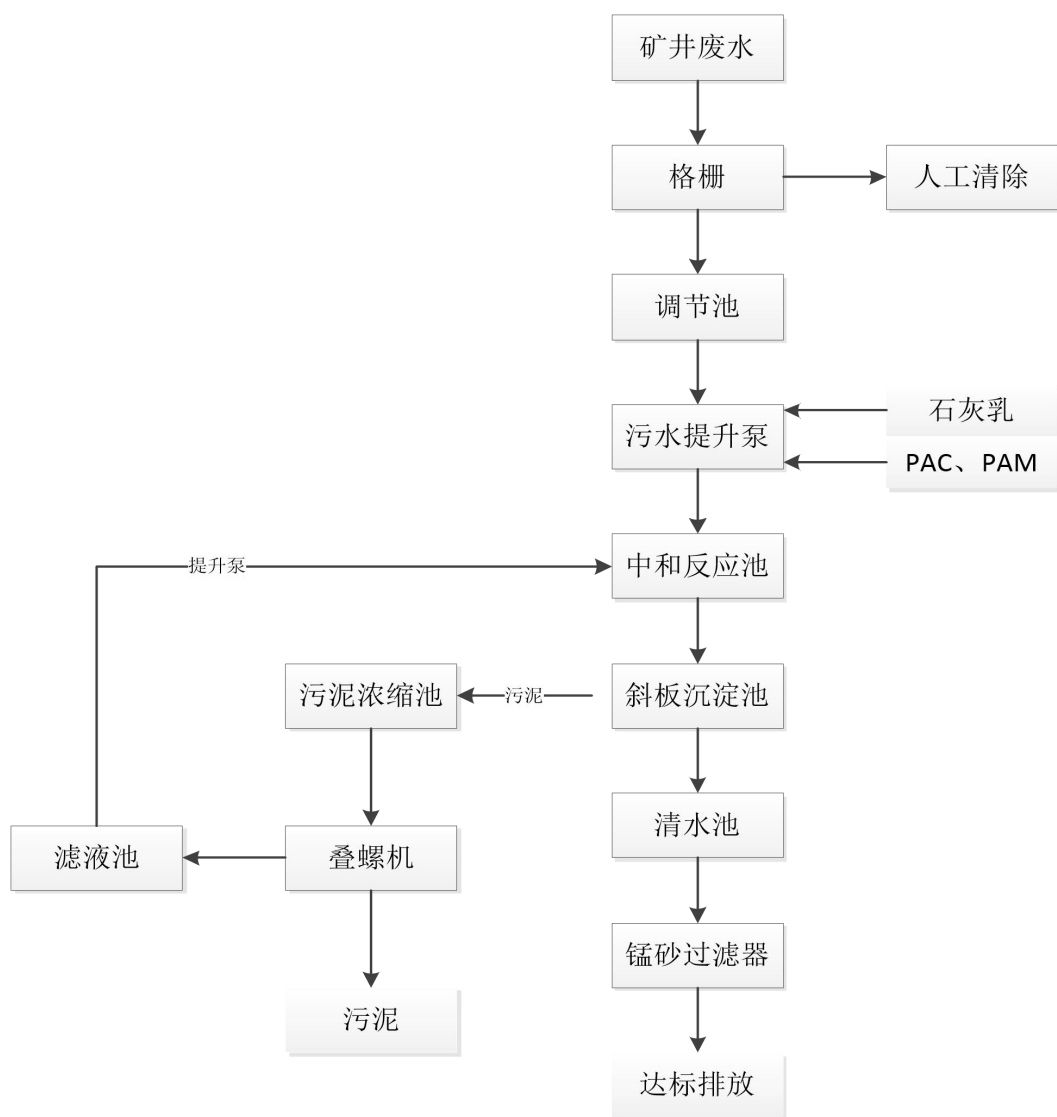 矿井废水
格栅
人工清除
调节池
污水提升泵
石灰乳
PAC、PAM
提升泵
中和反应池
污泥浓缩池
污泥
斜板沉淀池
滤液池
叠螺机
清水池
污泥
锰砂过滤器
达标排放